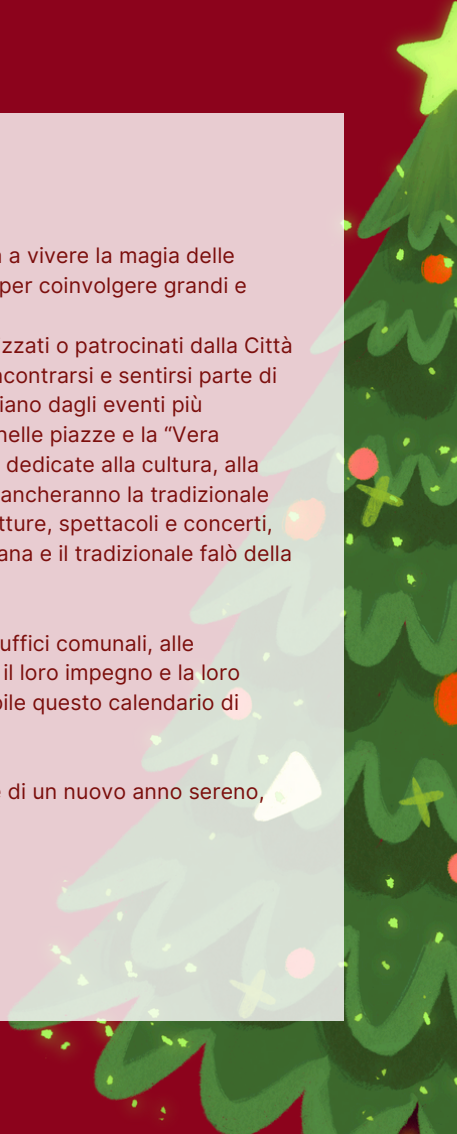 a vivere la magia delle
per coinvolgere grandi e
zzati o patrocinati dalla Città
contrarsi e sentirsi parte di
iano dagli eventi più
nelle piazze e la “Vera
dedicate alla cultura, alla
ancheranno la tradizionale
tture, spettacoli e concerti,
ana e il tradizionale falò della
uffici comunali, alle
il loro impegno e la loro
bile questo calendario di
e di un nuovo anno sereno,